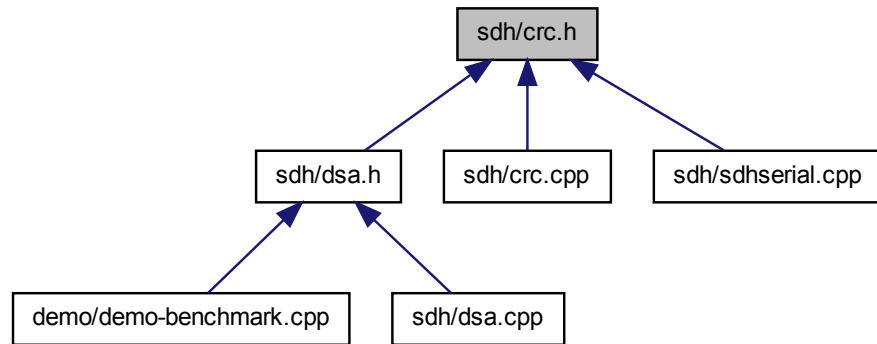 sdh/crc.h
sdh/dsa.h
sdh/crc.cpp
sdh/sdhserial.cpp
demo/demo-benchmark.cpp
sdh/dsa.cpp